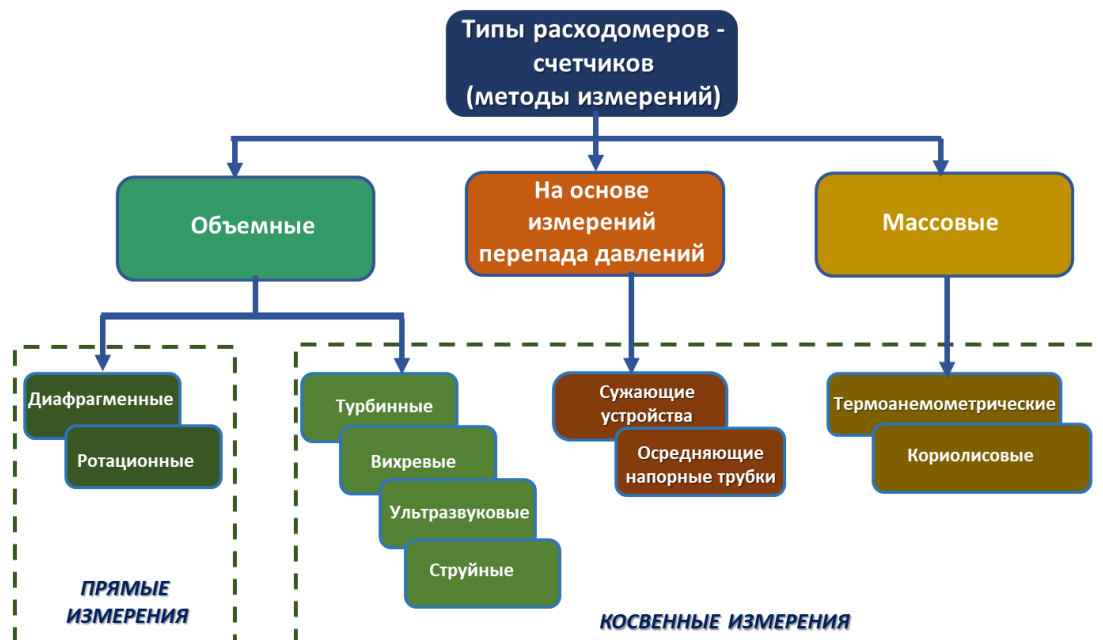 Типы расходомеров -
счетчиков
(методы измерений)
Объемные
На основе
измерений
перепада давлений
Массовые
Диафрагменные
Ротационные
Турбинные
Вихревые
Ультразвуковые
Струйные
Сужающие
устройства
Осредняющие
напорные трубки
Термоанемометрические
Кориолисовые
ПРЯМЫЕ
ИЗМЕРЕНИЯ
КОСВЕННЫЕ ИЗМЕРЕНИЯ